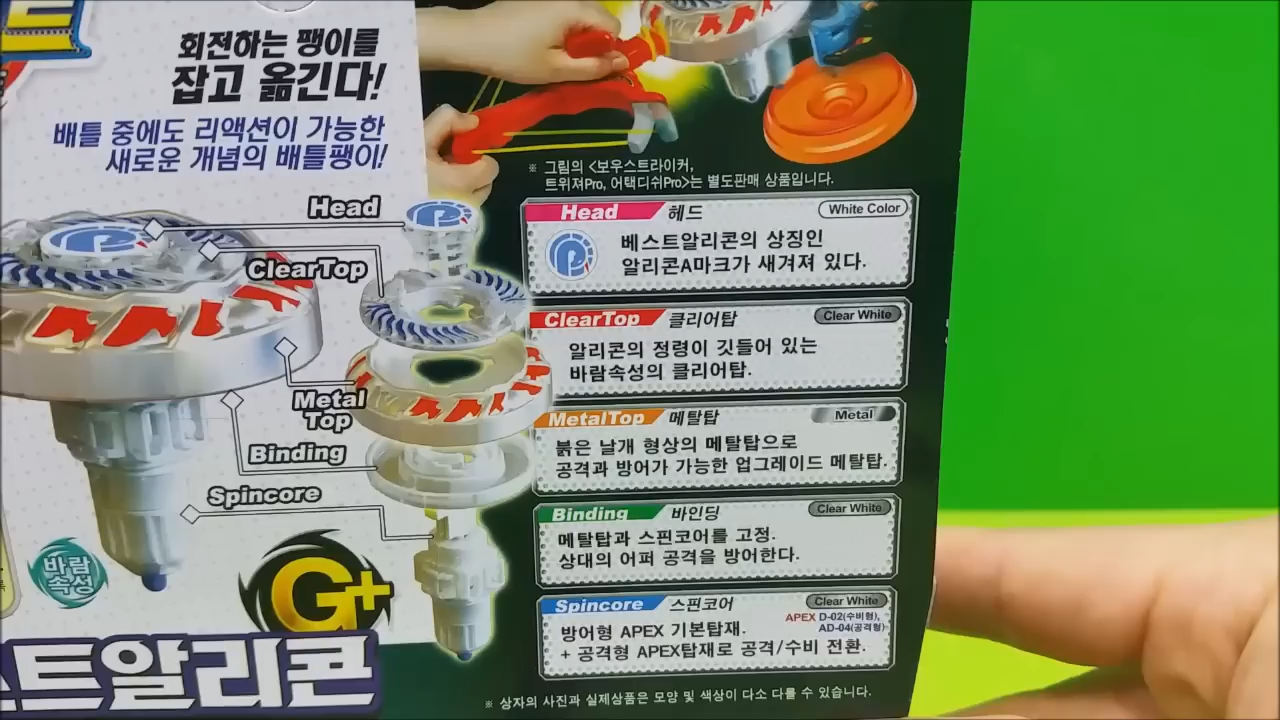 회전하는 팽이를
잡고 옮긴다!
배틀 중에도 리액션이 가능한
새로운 개념의 배틀팽이!
Head
ClearTop
Metal
Top
Binding
Spincore
바람
속성
G+
스트알리콘
※ 그림의 <보우스트라이커,
트위져Pro, 어택디쉬Pro>는 별도판매 상품입니다.
Head 헤드 White Color
베스트알리콘의 상징인
알리콘A마크가 새겨져 있다.
ClearTop 클리어탑 Clear White
알리콘의 정령이 깃들어 있는
바람속성의 클리어탑.
MetalTop 메탈탑 Metal
붉은 날개 형상의 메탈탑으로
공격과 방어가 가능한 업그레이드 메탈탑.
Binding 바인딩 Clear White
메탈탑과 스핀코어를 고정.
상대의 어퍼 공격을 방어한다.
Spincore 스핀코어 Clear White
APEX D-02(수비형),
AD-04(공격형)
방어형 APEX 기본탑재.
+ 공격형 APEX탑재로 공격/수비 전환.
※ 상자의 사진과 실제상품은 모양 및 색상이 다소 다를 수 있습니다.